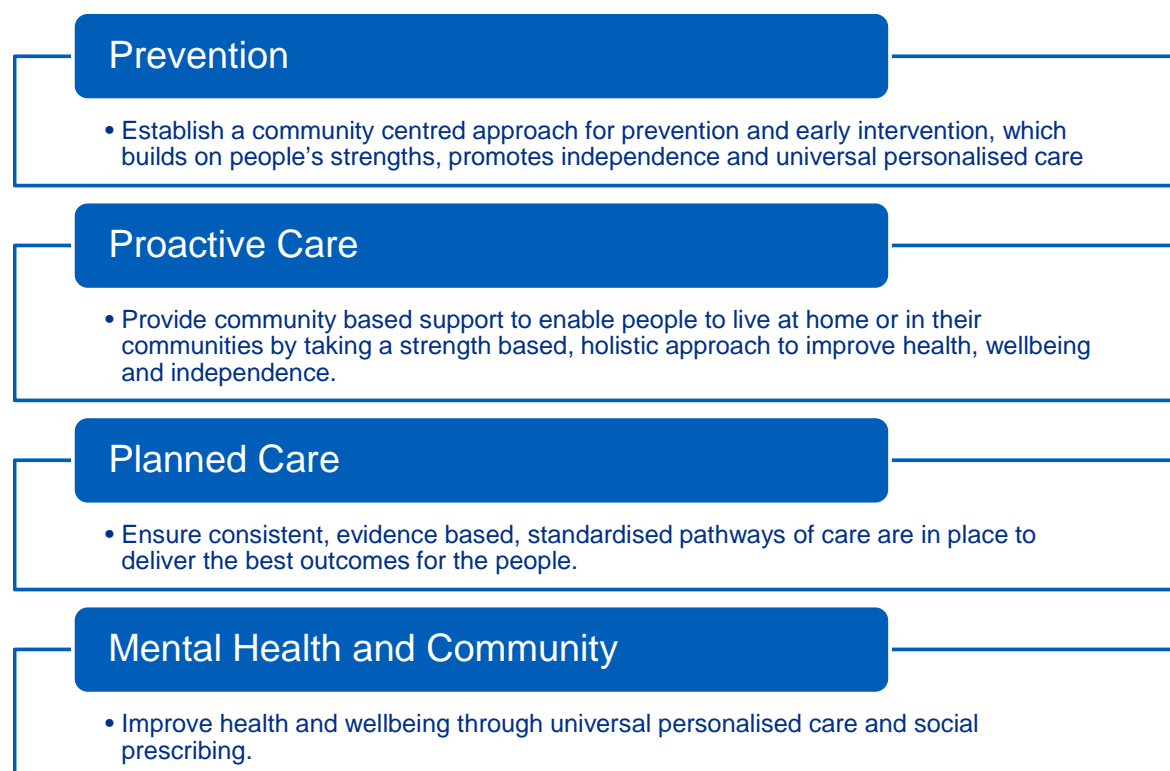 Prevention
• Establish a community centred approach for prevention and early intervention, which
builds on people's strengths, promotes independence and universal personalised care
Proactive Care
• Provide community based support to enable people to live at home or in their
communities by taking a strength based, holistic approach to improve health, wellbeing
and independence.
Planned Care
• Ensure consistent, evidence based, standardised pathways of care are in place to
deliver the best outcomes for the people.
Mental Health and Community
• Improve health and wellbeing through universal personalised care and social
prescribing.